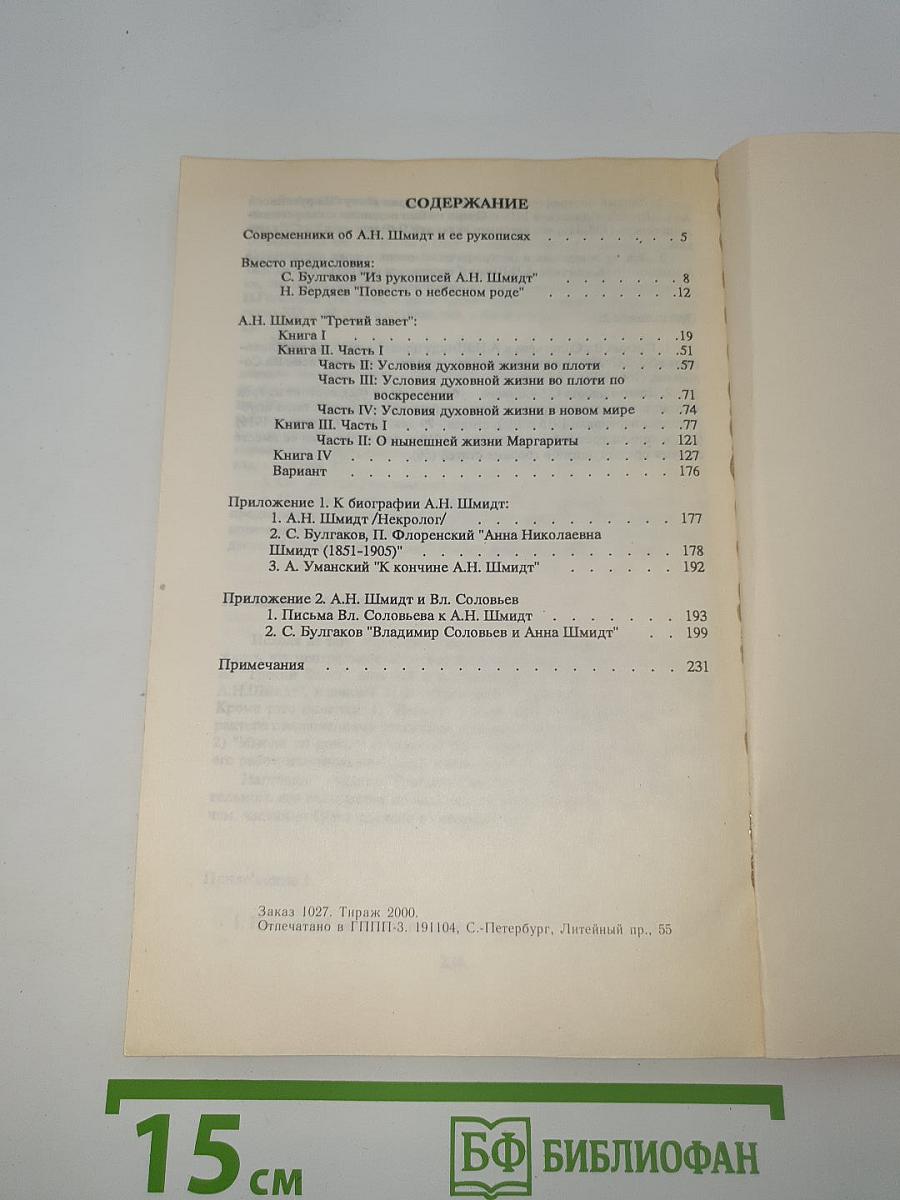 СОДЕРЖАНИЕ
Современники об А.Н. Шмидт и ее рукописях . . . . . . . . 5
Вместо предисловия:
С. Булгаков "Из рукописей А.Н. Шмидт" . . . . . . . 8
Н. Бердяев "Повесть о небесном роде" . . . . . . .12
А.Н. Шмидт "Третий завет":
Книга I . . . . . . . . . . . . . . . . . .19
Книга II. Часть I . . . . . . . . . . . . . . .51
Часть II: Условия духовной жизни во плоти . . . .57
Часть III: Условия духовной жизни во плоти по
воскресении . . . . . . . . . . .71
Часть IV: Условия духовной жизни в новом мире . .74
Книга III. Часть I . . . . . . . . . . . . . . .77
Часть II: О нынешней жизни Маргариты . . . . 121
Книга IV . . . . . . . . . . . . . . . . . 127
Вариант . . . . . . . . . . . . . . . . . 176
Приложение 1. К биографии А.Н. Шмидт:
1. А.Н. Шмидт /Некролог/ . . . . . . . . . . . 177
2. С. Булгаков, П. Флоренский "Анна Николаевна
Шмидт (1851-1905)" . . . . . . . . . . . . . . 178
3. А. Уманский "К кончине А.Н. Шмидт" . . . . . . 192
Приложение 2. А.Н. Шмидт и Вл. Соловьев
1. Письма Вл. Соловьева к А.Н. Шмидт . . . . . . . 193
2. С. Булгаков "Владимир Соловьев и Анна Шмидт" . . 199
Примечания . . . . . . . . . . . . . . . . . . . 231
Заказ 1027. Тираж 2000.
Отпечатано в ГППП-3. 191104, С.-Петербург, Литейный пр., 55
15 см
БФ БИБЛИОФАН